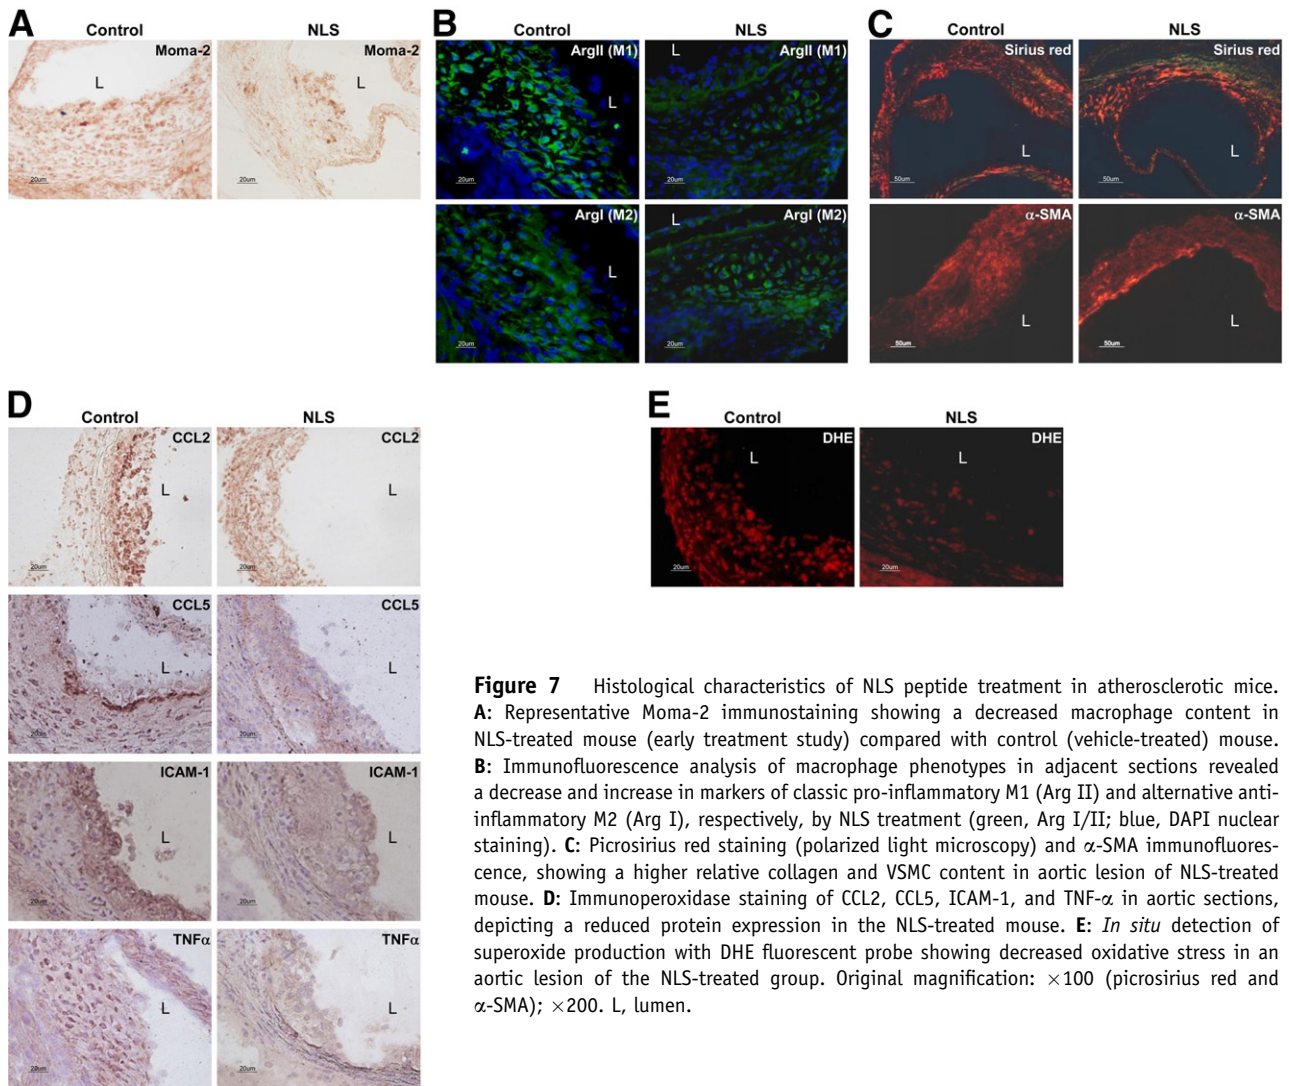 A
Control
NLS
Moma-2
L
20um
Moma-2
L
20um
B
Control
NLS
ArgII (M1)
L
20um
ArgII (M1)
L
20um
ArgI (M2)
L
20um
ArgI (M2)
L
20um
C
Control
NLS
Sirius red
L
50um
Sirius red
L
50um
α-SMA
L
50um
α-SMA
L
50um
D
Control
NLS
CCL2
L
20um
CCL2
L
20um
CCL5
L
20um
CCL5
L
20um
ICAM-1
L
20um
ICAM-1
L
20um
TNFα
L
20um
TNFα
L
20um
E
Control
NLS
DHE
L
20um
DHE
L
20um
Figure 7 Histological characteristics of NLS peptide treatment in atherosclerotic mice.
A: Representative Moma-2 immunostaining showing a decreased macrophage content in
NLS-treated mouse (early treatment study) compared with control (vehicle-treated) mouse.
B: Immunofluorescence analysis of macrophage phenotypes in adjacent sections revealed
a decrease and increase in markers of classic pro-inflammatory M1 (Arg II) and alternative anti-
inflammatory M2 (Arg I), respectively, by NLS treatment (green, Arg I/II; blue, DAPI nuclear
staining). C: Picrosirius red staining (polarized light microscopy) and α-SMA immunofluores-
cence, showing a higher relative collagen and VSMC content in aortic lesion of NLS-treated
mouse. D: Immunoperoxidase staining of CCL2, CCL5, ICAM-1, and TNF-α in aortic sections,
depicting a reduced protein expression in the NLS-treated mouse. E: In situ detection of
superoxide production with DHE fluorescent probe showing decreased oxidative stress in an
aortic lesion of the NLS-treated group. Original magnification: ×100 (picrosirius red and
α-SMA); ×200. L, lumen.